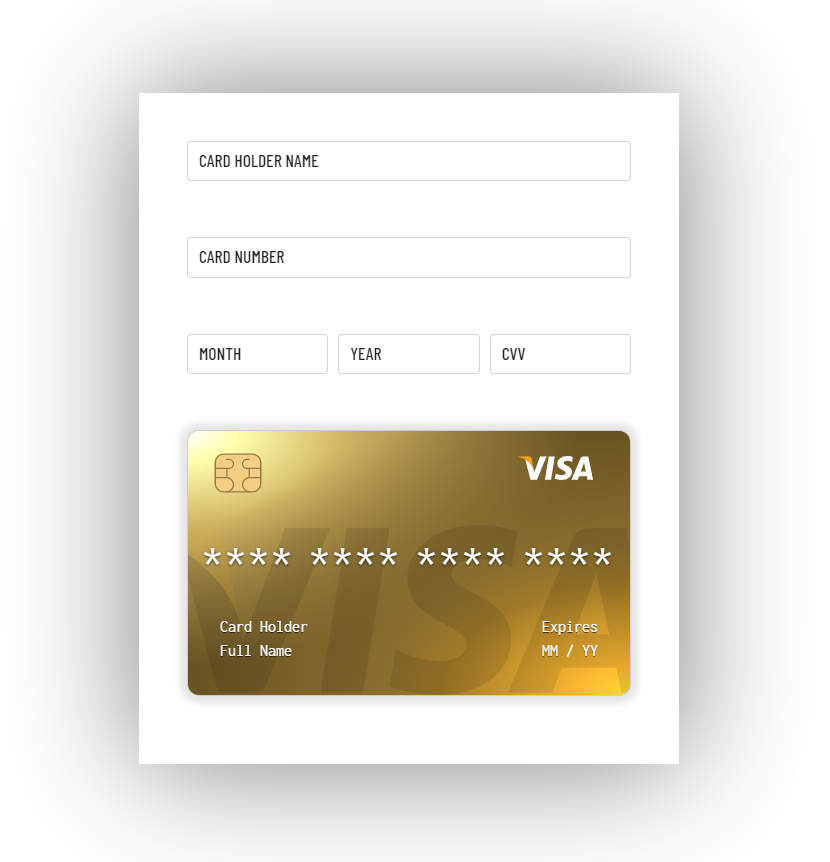 CARD HOLDER NAME
CARD NUMBER
MONTH YEAR CVV
VISA
VISA
**** **** **** ****
Card Holder Expires
Full Name MM / YY